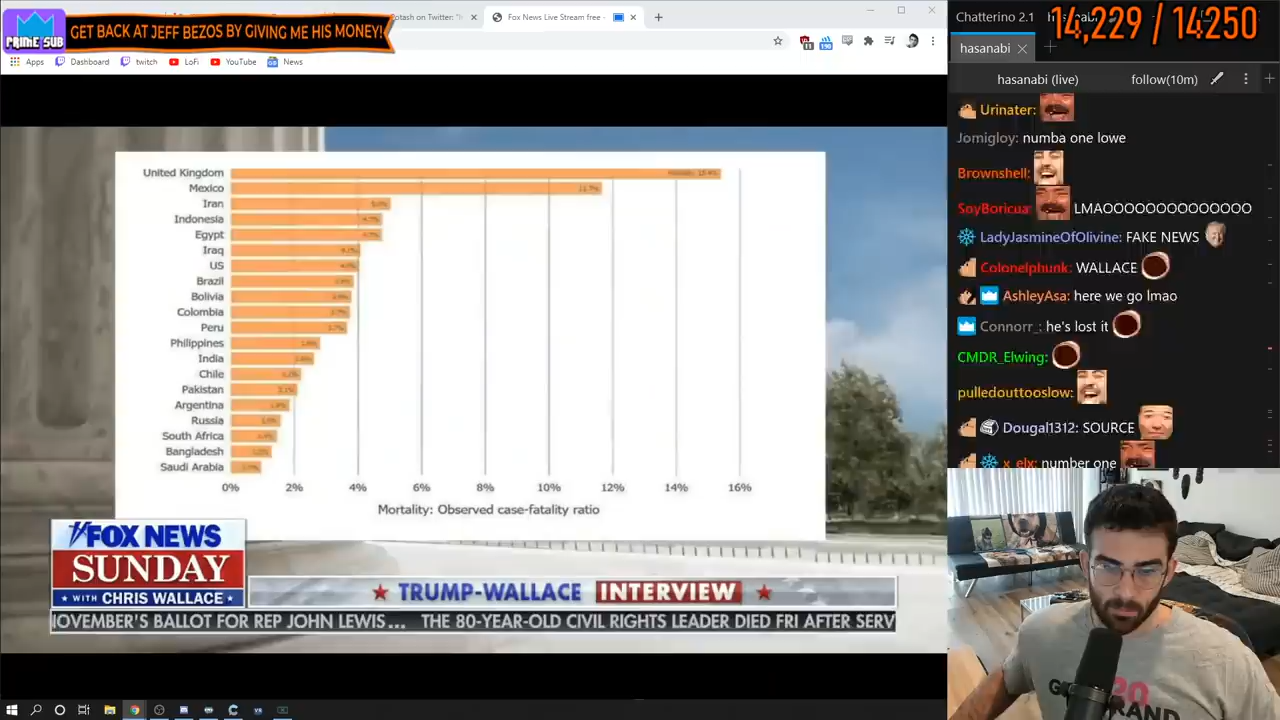 PRIME SUB
GET BACK AT JEFF BEZOS BY GIVING ME HIS MONEY!
otash on Twitter: "I
Fox News Live Stream free -
Apps
Dashboard
twitch
LoFi
YouTube
News
United Kingdom
Mexico
Iran
Indonesia
Egypt
Iraq
US
Brazil
Bolivia
Colombia
Peru
Philippines
India
Chile
Pakistan
Argentina
Russia
South Africa
Bangladesh
Saudi Arabia
0% 2% 4% 6% 8% 10% 12% 14% 16%
Mortality: Observed case-fatality ratio
FOX NEWS
SUNDAY
WITH CHRIS WALLACE
TRUMP-WALLACE INTERVIEW
OVEMBER'S BALLOT FOR REP JOHN LEWIS... THE 80-YEAR-OLD CIVIL RIGHTS LEADER DIED FRI AFTER SERV
Chatterino 2.1
14,229 / 14250
hasanabi
hasanabi (live)
follow(10m)
Urinater:
Jomigloy: numba one lowe
Brownshell:
SoyBoricua: LMAOOOOOOOOOOOOO
LadyJasmineOfOlivine: FAKE NEWS
Colonelphunk: WALLACE
AshleyAsa: here we go lmao
Connorr_: he's lost it
CMDR_Elwing:
pulledouttooslow:
Dougal1312: SOURCE
x_elx: number one